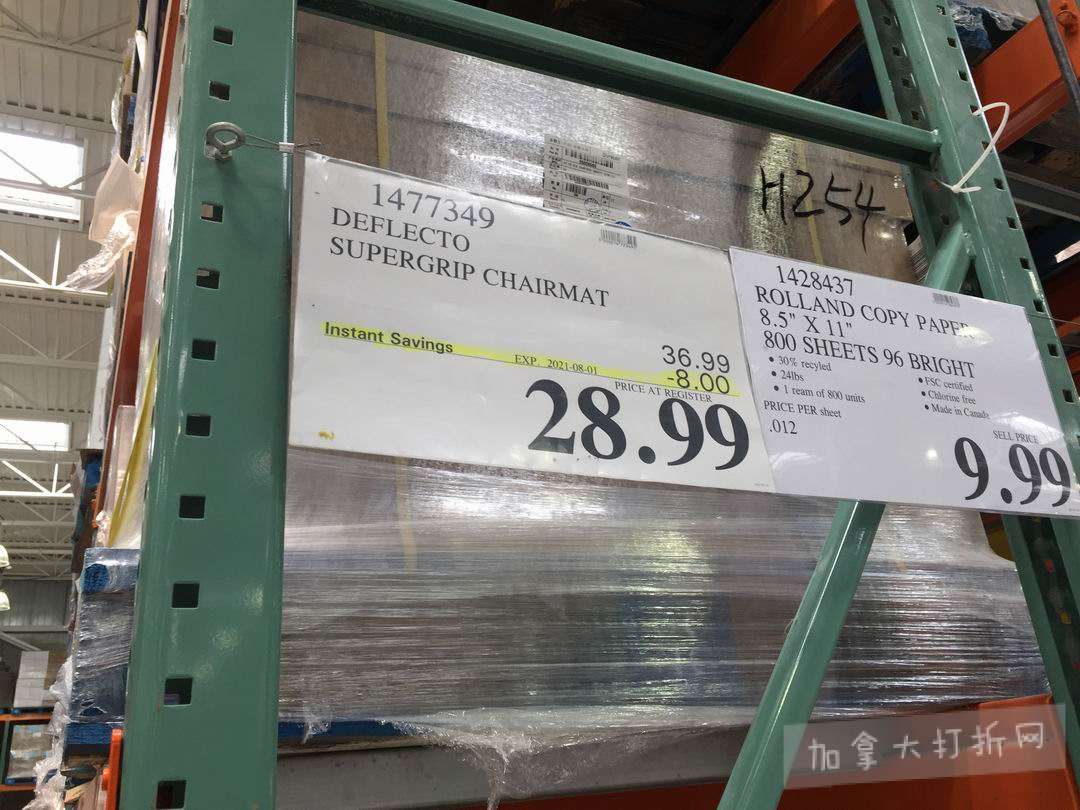 H254
1477349
DEFLECTO
SUPERGRIP CHAIRMAT
Instant Savings
36.99
EXP. 2021-08-01
-8.00
PRICE AT REGISTER
28.99
1428437
ROLLAND COPY PAPER
8.5" X 11"
800 SHEETS 96 BRIGHT
• 30% recyled
• 24lbs
• 1 ream of 800 units
• FSC certified
• Chlorine free
• Made in Canada
PRICE PER sheet
.012
SELL PRICE
9.99
加拿大打折网